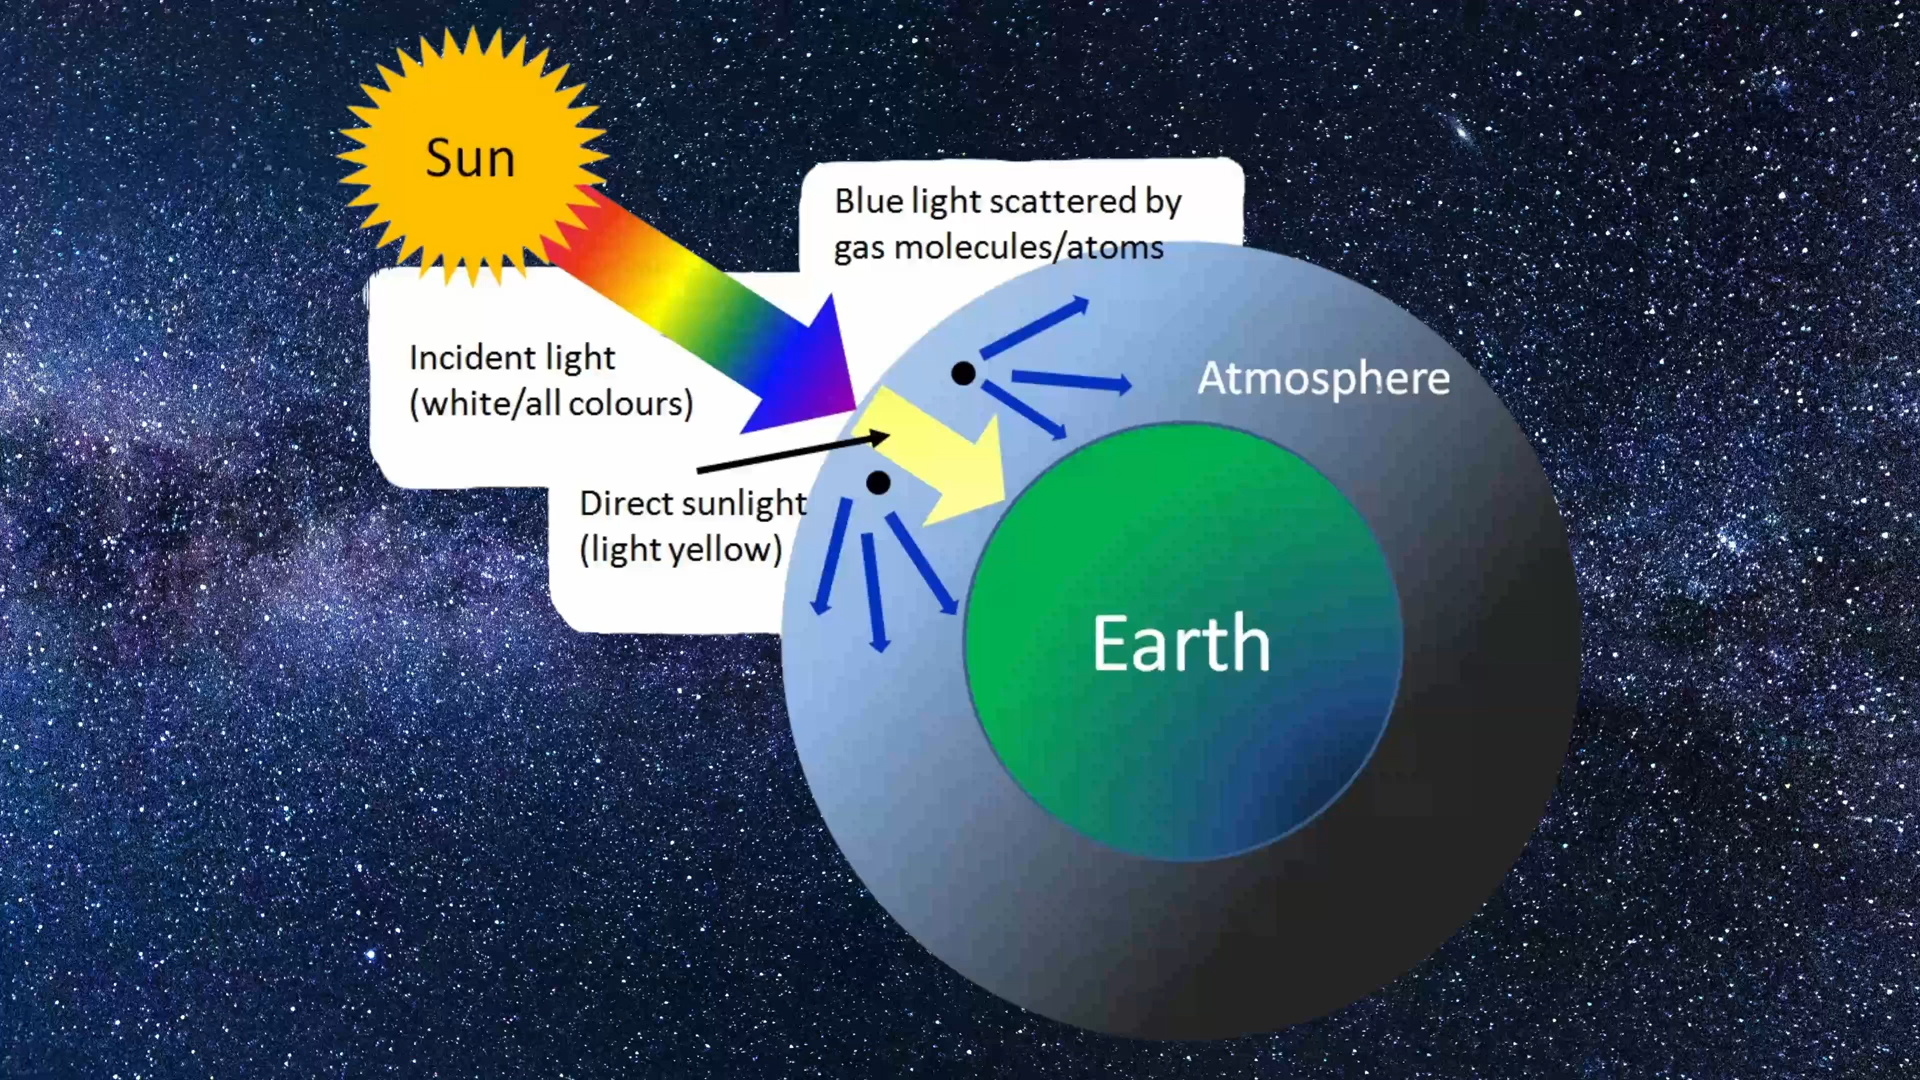 Sun
Blue light scattered by
gas molecules/atoms
Incident light
(white/all colours)
Atmosphere
Direct sunlight
(light yellow)
Earth